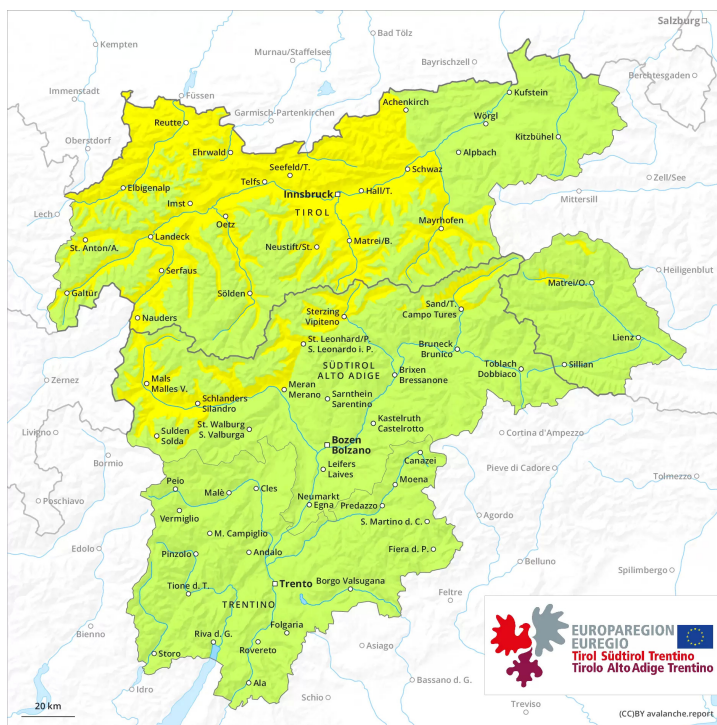 Salzburg
Kempten
Bad Tölz
Murnau/Staffelsee
Bayrischzell
Berchtesgaden
Immenstadt
Füssen
Garmisch-Partenkirchen
Achenkirch
Kufstein
Reutte
Wörgl
Kitzbühel
Oberstdorf
Ehrwald
Alpbach
Seefeld/T.
Schwaz
Zell/See
Elbigenalp
Telfs
Innsbruck
Hall/T.
Mittersill
Imst
TIROL
Lech
Oetz
Mayrhofen
St. Anton/A.
Landeck
Neustift/St.
Matrei/B.
Serfaus
Heiligenblut
Galtür
Sölden
Matrei/O.
Nauders
Sterzing
Vipiteno
Sand/T.
Campo Tures
St. Leonhard/P.
S. Leonardo i. P.
Bruneck
Brunico
Lienz
Zernez
Mals
Malles V.
SÜDTIROL
ALTO ADIGE
Brixen
Bressanone
Toblach
Dobbiaco
Sillian
Meran
Merano
Schlanders
Silandro
Sarnthein
Sarentino
Livigno
St. Walburg
S. Valburga
Kastelruth
Castelrotto
Sulden
Solda
Cortina d'Ampezzo
Bormio
Bozen
Bolzano
Canazei
Pieve di Cadore
Leifers
Laives
Tolmezzo
Poschiavo
Peio
Malè
Cles
Moena
Neumarkt
Egna
Predazzo
Vermiglio
Agordo
S. Martino d. C.
M. Campiglio
Edolo
Pinzolo
Andalo
Fiera d. P.
Belluno
Spilimbergo
Tione d. T.
Trento
Borgo Valsugana
Feltre
TRENTINO
Bienno
Folgaria
Riva d. G.
Rovereto
Storo
Asiago
Ala
Idro
Schio
Bassano d. G.
Treviso
EUROPAREGION
EUREGIO
Tirol Südtirol Trentino
Tirolo Alto Adige Trentino
20 km
(CC)BY avalanche.report